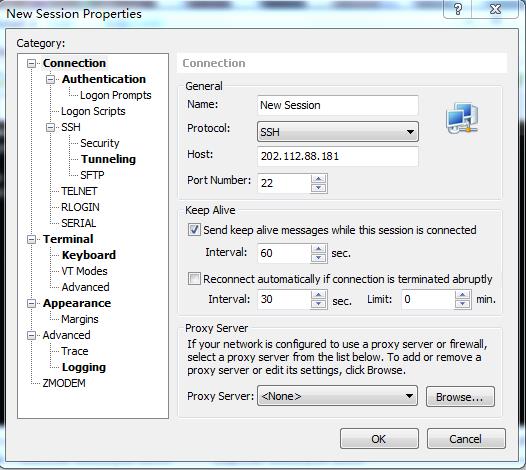 New Session Properties
Category:
Connection
Authentication
Logon Prompts
Logon Scripts
SSH
Security
Tunneling
SFTP
TELNET
RLOGIN
SERIAL
Terminal
Keyboard
VT Modes
Advanced
Appearance
Margins
Advanced
Trace
Logging
ZMODEM
Connection
General
Name: New Session
Protocol: SSH
Host: 202.112.88.181
Port Number: 22
Keep Alive
Send keep alive messages while this session is connected
Interval: 60 sec.
Reconnect automatically if connection is terminated abruptly
Interval: 30 sec. Limit: 0 min.
Proxy Server
If your network is configured to use a proxy server or firewall,
select a proxy server from the list below. To add or remove a
proxy server or edit its settings, click Browse.
Proxy Server: <None> Browse...
OK Cancel